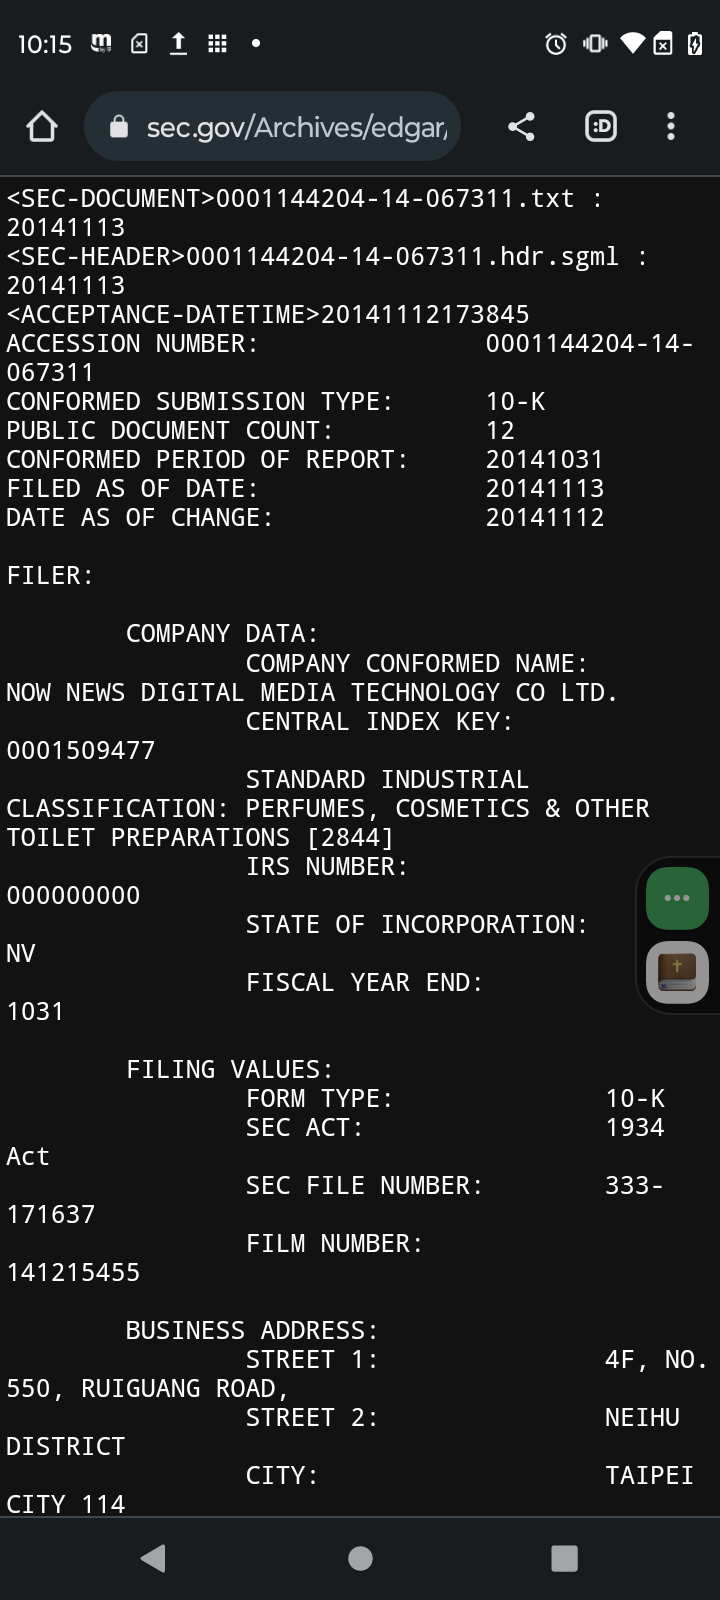 10:15
sec.gov/Archives/edgar/
:D
<SEC-DOCUMENT>0001144204-14-067311.txt :
20141113
<SEC-HEADER>0001144204-14-067311.hdr.sgml :
20141113
<ACCEPTANCE-DATETIME>20141112173845
ACCESSION NUMBER: 0001144204-14-
067311
CONFORMED SUBMISSION TYPE: 10-K
PUBLIC DOCUMENT COUNT: 12
CONFORMED PERIOD OF REPORT: 20141031
FILED AS OF DATE: 20141113
DATE AS OF CHANGE: 20141112
FILER:
COMPANY DATA:
COMPANY CONFORMED NAME:
NOW NEWS DIGITAL MEDIA TECHNOLOGY CO LTD.
CENTRAL INDEX KEY:
0001509477
STANDARD INDUSTRIAL
CLASSIFICATION: PERFUMES, COSMETICS & OTHER
TOILET PREPARATIONS [2844]
IRS NUMBER:
000000000
STATE OF INCORPORATION:
NV
FISCAL YEAR END:
1031
FILING VALUES:
FORM TYPE: 10-K
SEC ACT: 1934
Act
SEC FILE NUMBER: 333-
171637
FILM NUMBER:
141215455
BUSINESS ADDRESS:
STREET 1: 4F, NO.
550, RUIGUANG ROAD,
STREET 2: NEIHU
DISTRICT
CITY: TAIPEI
CITY 114